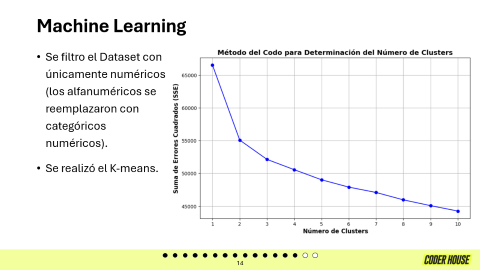 Machine Learning
• Se filtro el Dataset con
únicamente numéricos
(los alfanuméricos se
reemplazaron con
categóricos
numéricos).
• Se realizó el K-means.
Método del Codo para Determinación del Número de Clusters
Suma de Errores Cuadrados (SSE)
65000
60000
55000
50000
45000
1 2 3 4 5 6 7 8 9 10
Número de Clusters
14
CODER HOUSE